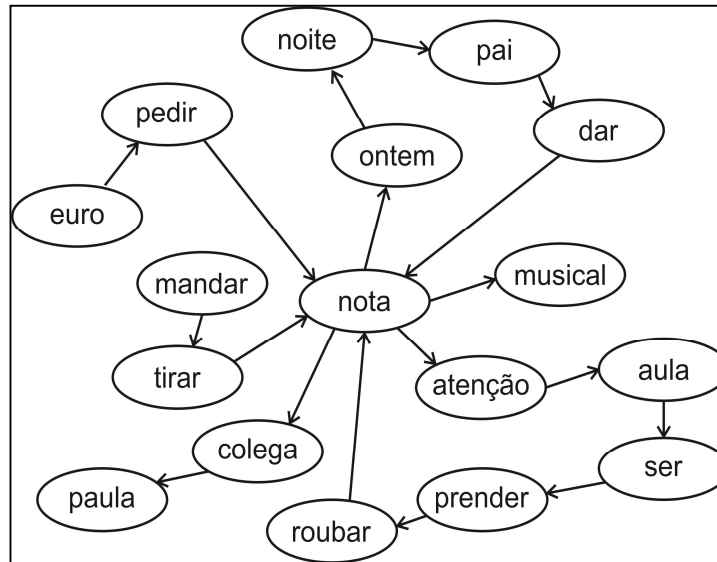 noite
pai
pedir
dar
ontem
euro
mandar
musical
nota
tirar
atenção
aula
colega
ser
paula
prender
roubar